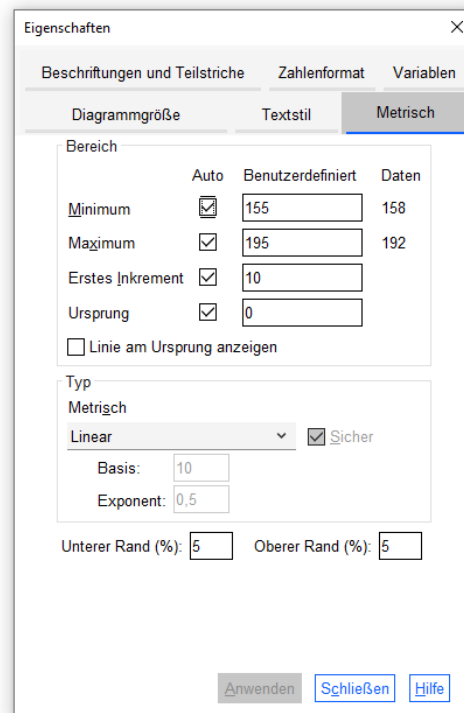 Eigenschaften
Beschriftungen und Teilstriche Zahlenformat Variablen
Diagrammgröße Textstil Metrisch
Bereich
Auto Benutzerdefiniert Daten
Minimum 155 158
Maximum 195 192
Erstes Inkrement 10
Ursprung 0
Linie am Ursprung anzeigen
Typ
Metrisch
Linear Sicher
Basis: 10
Exponent: 0,5
Unterer Rand (%): 5 Oberer Rand (%): 5
Anwenden Schließen Hilfe